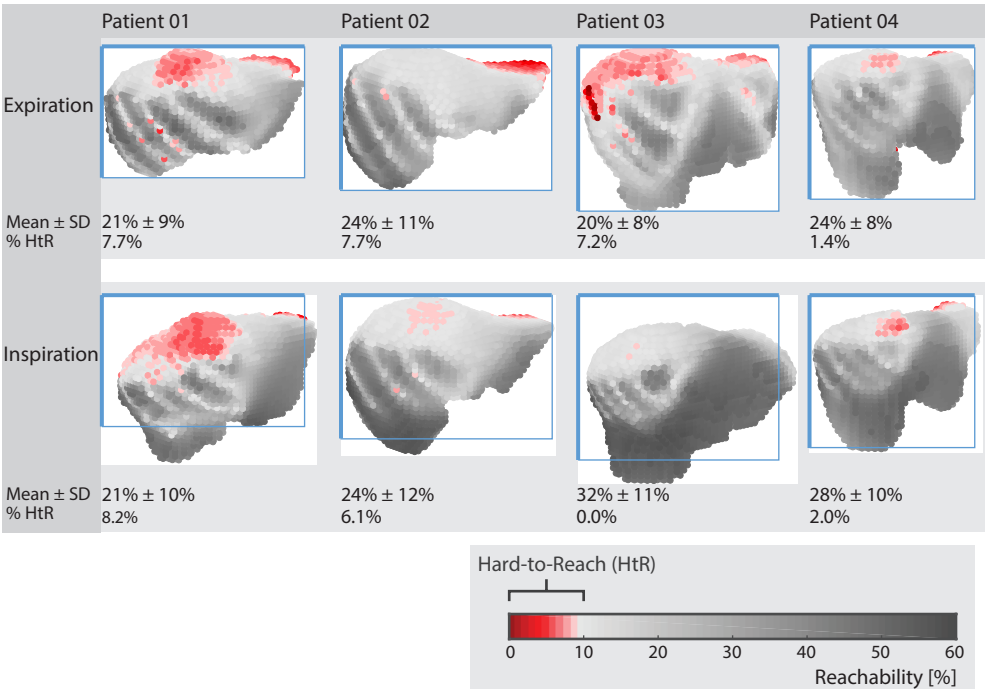 Patient 01 Patient 02 Patient 03 Patient 04
Expiration
Mean ± SD 21% ± 9% 24% ± 11% 20% ± 8% 24% ± 8%
% HtR 7.7% 7.7% 7.2% 1.4%
Inspiration
Mean ± SD 21% ± 10% 24% ± 12% 32% ± 11% 28% ± 10%
% HtR 8.2% 6.1% 0.0% 2.0%
Hard-to-Reach (HtR)
0 10 20 30 40 50 60
Reachability [%]